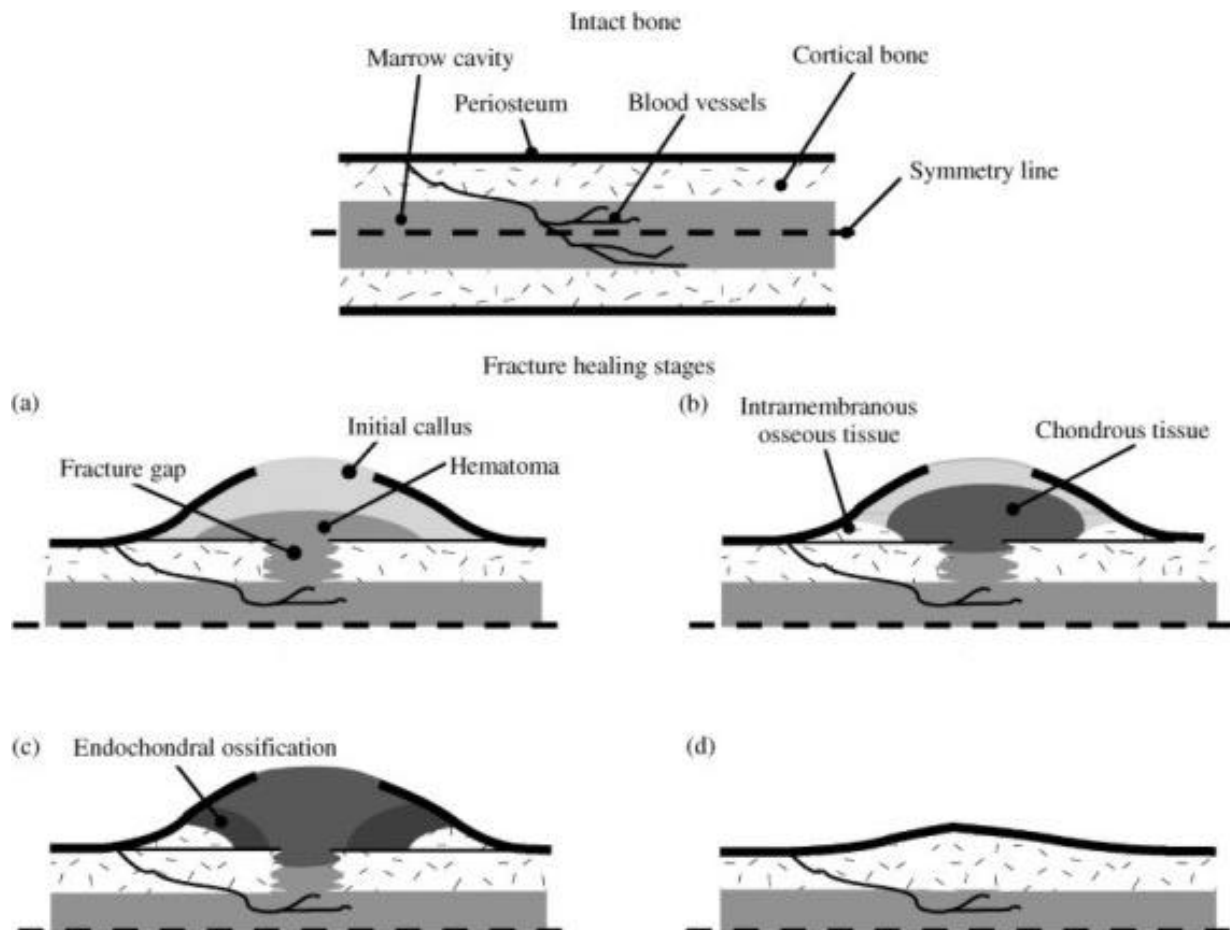 Intact bone
Marrow cavity
Cortical bone
Periosteum
Blood vessels
Symmetry line
Fracture healing stages
(a)
Initial callus
Fracture gap
Hematoma
(b)
Intramembranous
osseous tissue
Chondrous tissue
(c)
Endochondral ossification
(d)